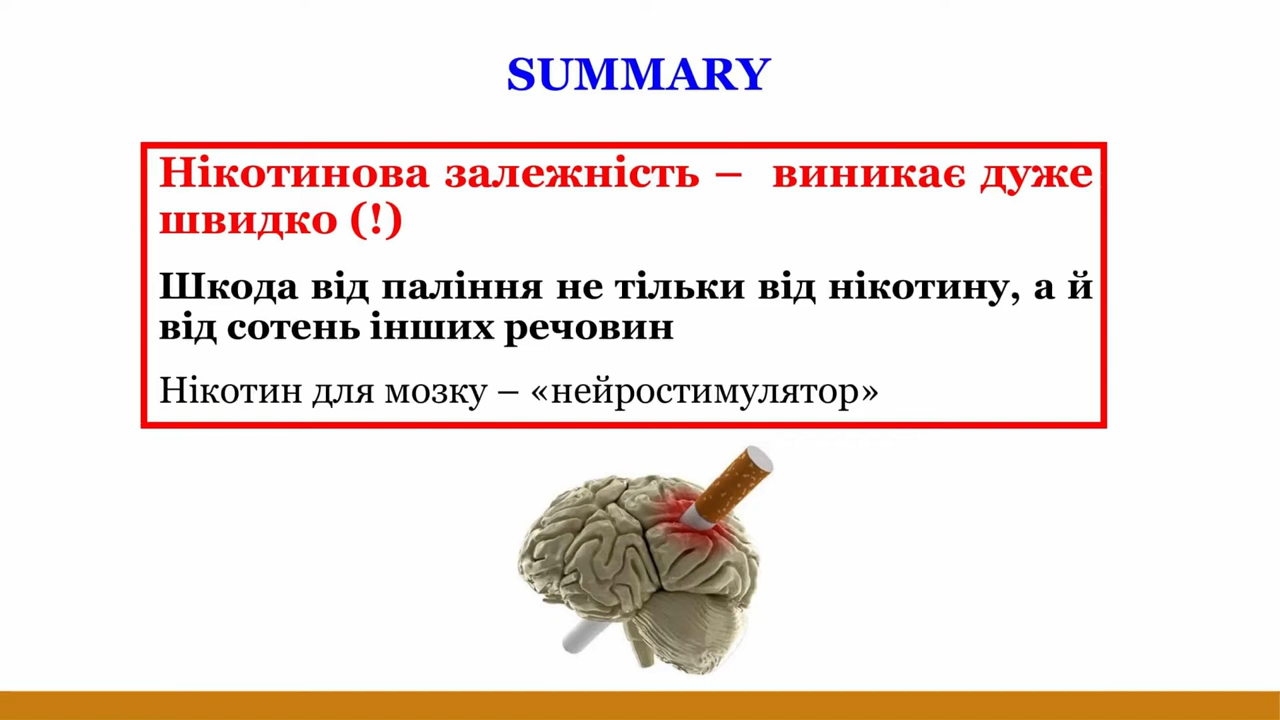 SUMMARY
Нікотинова залежність – виникає дуже
швидко (!)
Шкода від паління не тільки від нікотину, а й
від сотень інших речовин
Нікотин для мозку – «нейростимулятор»